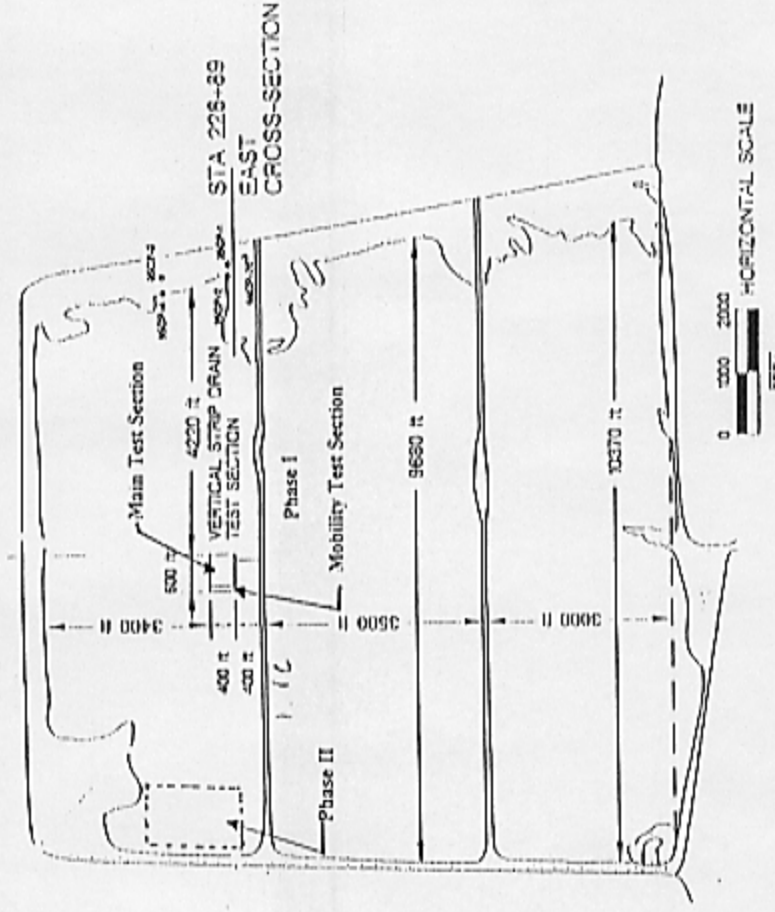 STA 226+89
EAST
CROSS-SECTION
Main Test Section
4220 ft
600 ft
VERTICAL STRIP DRAIN
TEST SECTION
Mobility Test Section
3400 ft
400 ft
400 ft
Phase I
Phase II
3500 ft
9680 ft
3000 ft
10370 ft
0 1000 2000
HORIZONTAL SCALE